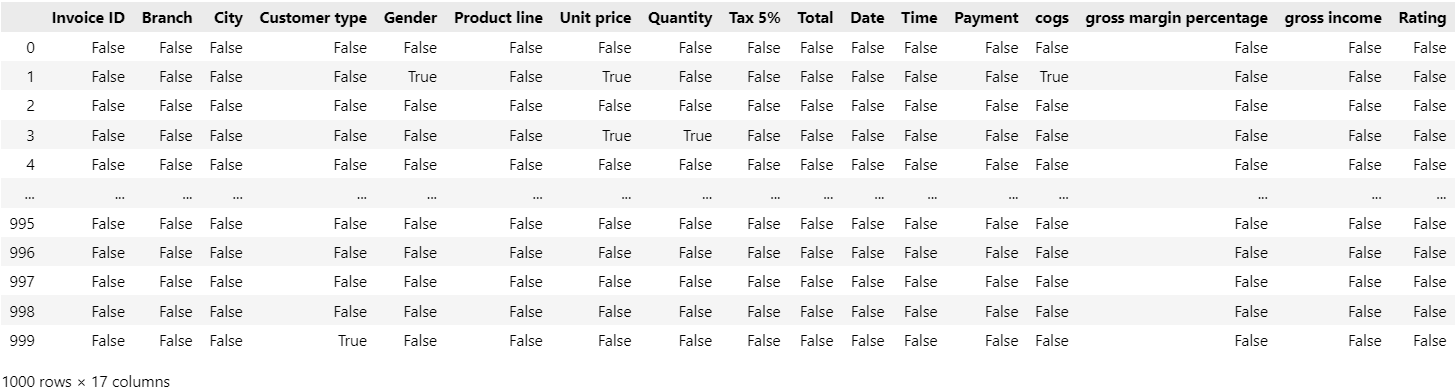 Invoice ID Branch City Customer type Gender Product line Unit price Quantity Tax 5% Total Date Time Payment cogs gross margin percentage gross income Rating
0 False False False False False False False False False False False False False False False False False
1 False False False False True False True False False False False False False True False False False
2 False False False False False False False False False False False False False False False False False
3 False False False False False False True True False False False False False False False False False
4 False False False False False False False False False False False False False False False False False
... ... ... ... ... ... ... ... ... ... ... ... ... ... ... ... ... ...
995 False False False False False False False False False False False False False False False False False
996 False False False False False False False False False False False False False False False False False
997 False False False False False False False False False False False False False False False False False
998 False False False False False False False False False False False False False False False False False
999 False False False True False False False False False False False False False False False False False
1000 rows × 17 columns